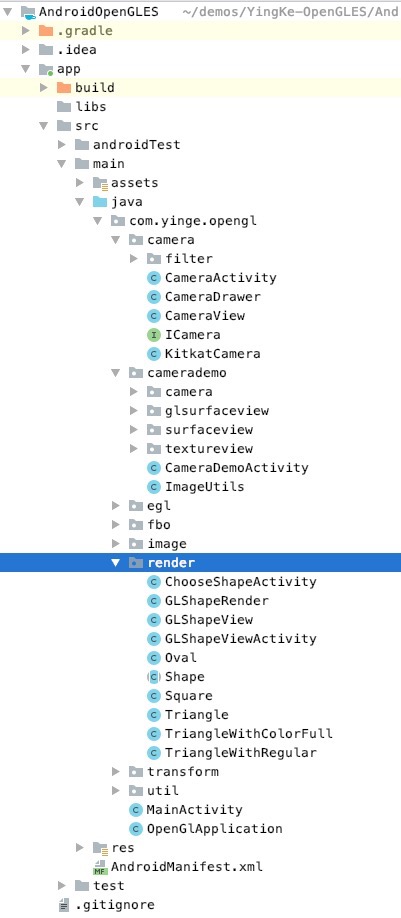 AndroidOpenGLES ~/demos/YingKe-OpenGLES/And
.gradle
.idea
app
build
libs
src
androidTest
main
assets
java
com.yinge.opengl
camera
filter
CameraActivity
CameraDrawer
CameraView
ICamera
KitkatCamera
camerademo
camera
glsurfaceview
surfaceview
textureview
CameraDemoActivity
ImageUtils
egl
fbo
image
render
ChooseShapeActivity
GLShapeRender
GLShapeView
GLShapeViewActivity
Oval
Shape
Square
Triangle
TriangleWithColorFull
TriangleWithRegular
transform
util
MainActivity
OpenGlApplication
res
AndroidManifest.xml
test
.gitignore